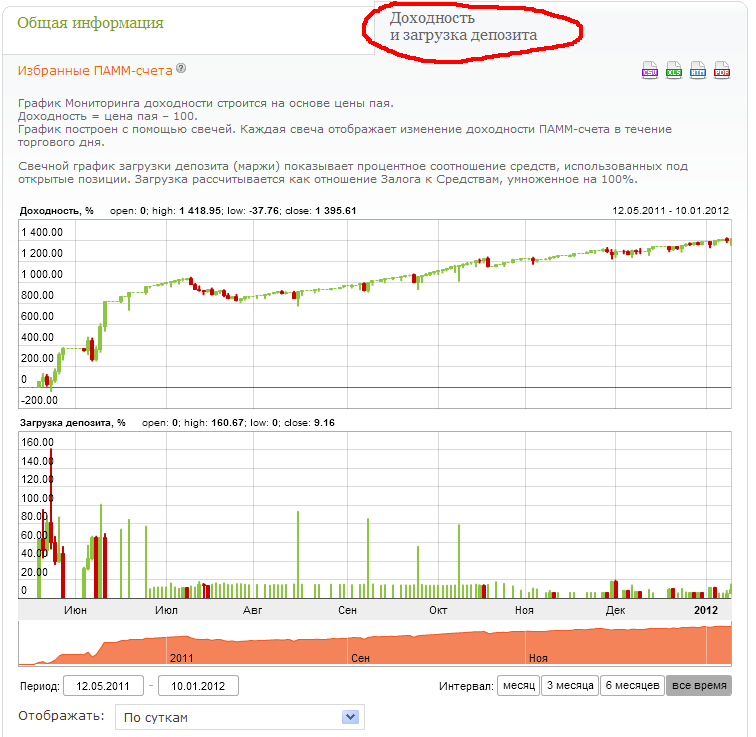 Общая информация
Доходность
и загрузка депозита
Избранные ПАММ-счета ?
CSV XLS HTM PDF
График Мониторинга доходности строится на основе цены пая.
Доходность = цена пая – 100.
График построен с помощью свечей. Каждая свеча отображает изменение доходности ПАММ-счета в течение
торгового дня.
Свечной график загрузки депозита (маржи) показывает процентное соотношение средств, использованных под
открытые позиции. Загрузка рассчитывается как отношение Залога к Средствам, умноженное на 100%.
Доходность, % open: 0; high: 1 418.95; low: -37.76; close: 1 395.61 12.05.2011 - 10.01.2012
1 400.00
1 200.00
1 000.00
800.00
600.00
400.00
200.00
0
-200.00
Загрузка депозита, % open: 0; high: 160.67; low: 0; close: 9.16
160.00
140.00
120.00
100.00
80.00
60.00
40.00
20.00
0
Июн Июл Авг Сен Окт Ноя Дек 2012
2011 Сен Ноя
Период: 12.05.2011 - 10.01.2012 Интервал: месяц 3 месяца 6 месяцев все время
Отображать: По суткам